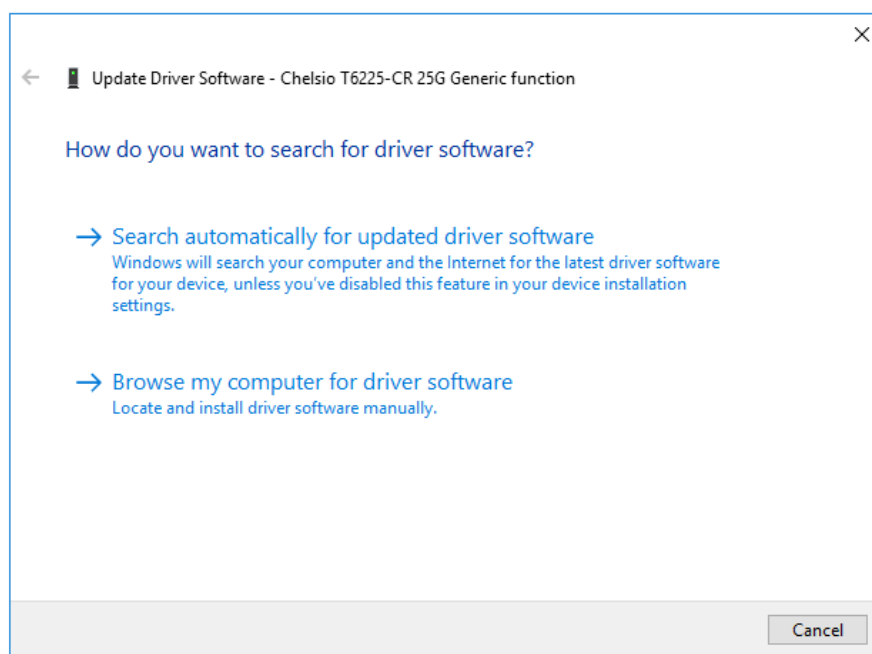 Update Driver Software - Chelsio T6225-CR 25G Generic function
How do you want to search for driver software?
Search automatically for updated driver software
Windows will search your computer and the Internet for the latest driver software
for your device, unless you've disabled this feature in your device installation
settings.
Browse my computer for driver software
Locate and install driver software manually.
Cancel